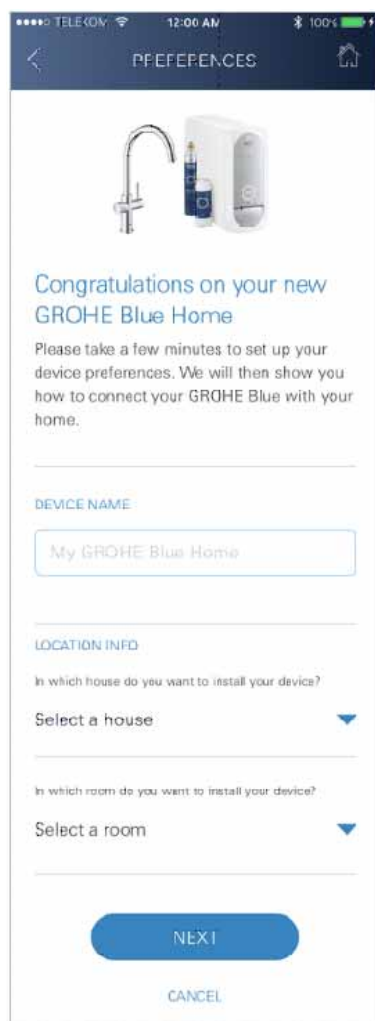 TELEKOM 12:00 AM 100%
PREFERENCES
Congratulations on your new
GROHE Blue Home
Please take a few minutes to set up your
device preferences. We will then show you
how to connect your GROHE Blue with your
home.
DEVICE NAME
My GROHE Blue Home
LOCATION INFO
In which house do you want to install your device?
Select a house
In which room do you want to install your device?
Select a room
NEXT
CANCEL